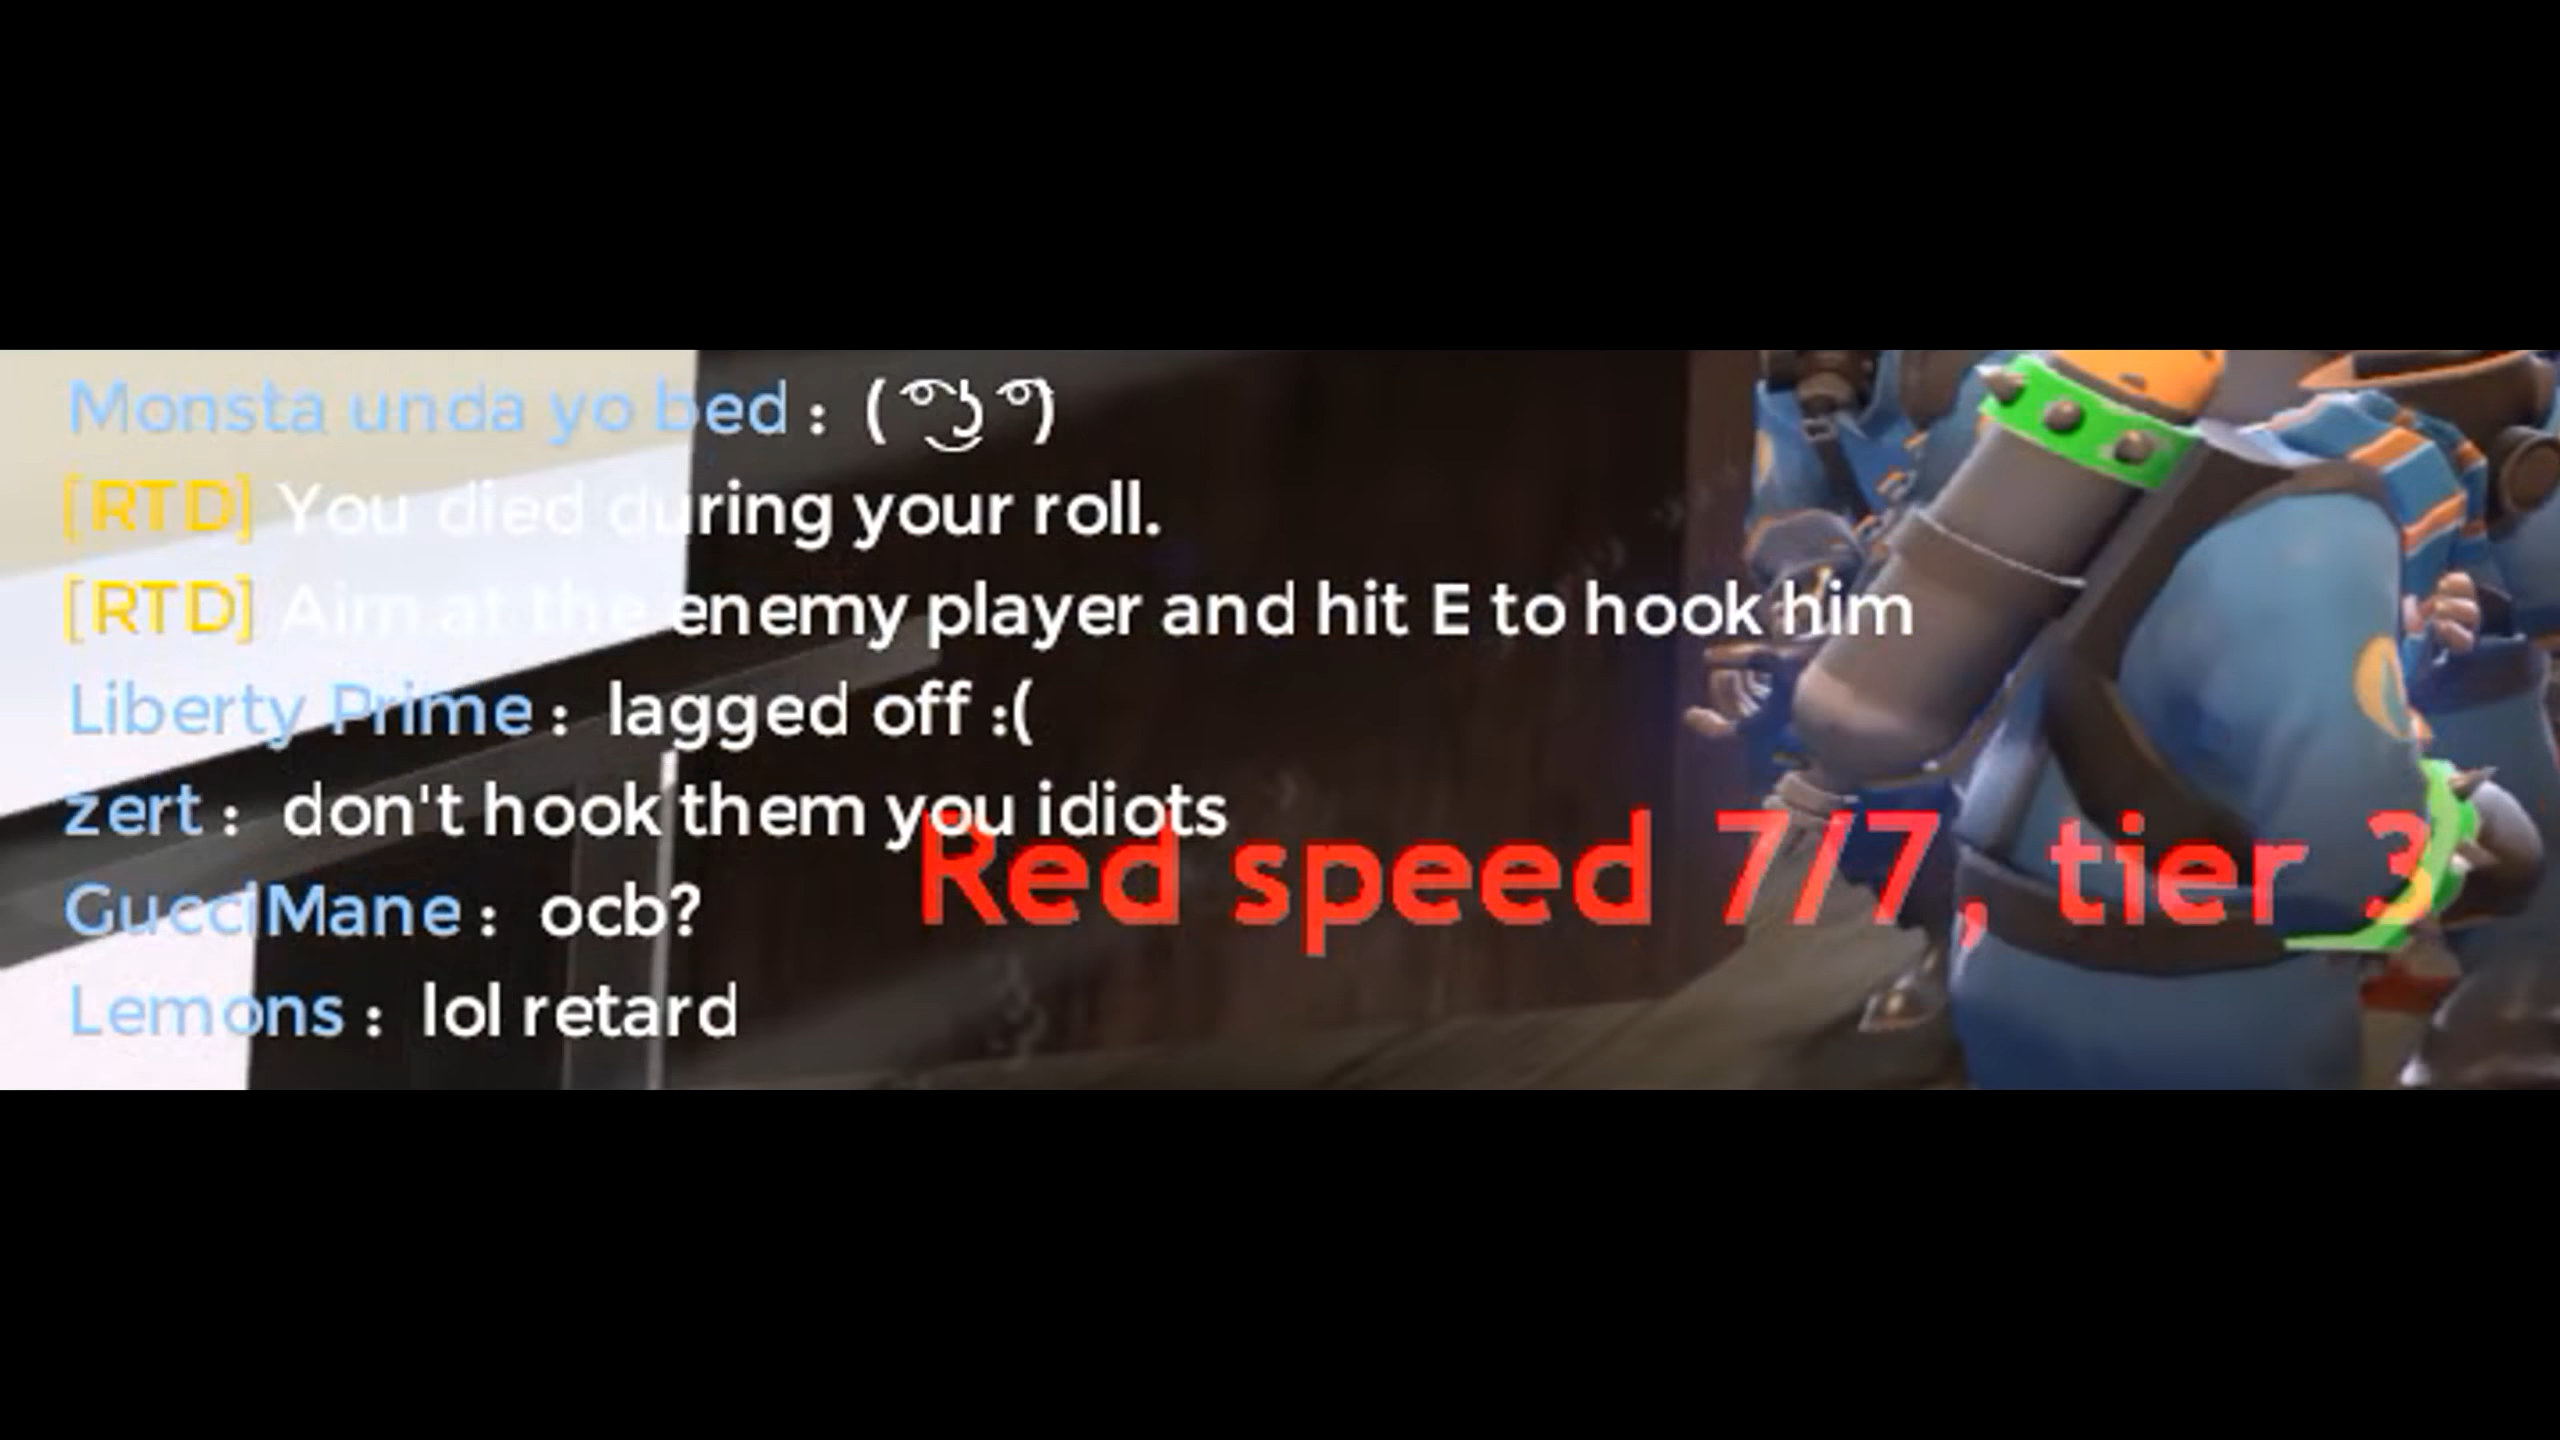 Monsta unda yo bed : ( ͡° ͜ʖ ͡°)
[RTD] You died during your roll.
[RTD] Aim at the enemy player and hit E to hook him
Liberty Prime : lagged off :(
zert : don't hook them you idiots
Red speed 7/7, tier 3
GucciMane : ocb?
Lemons : lol retard